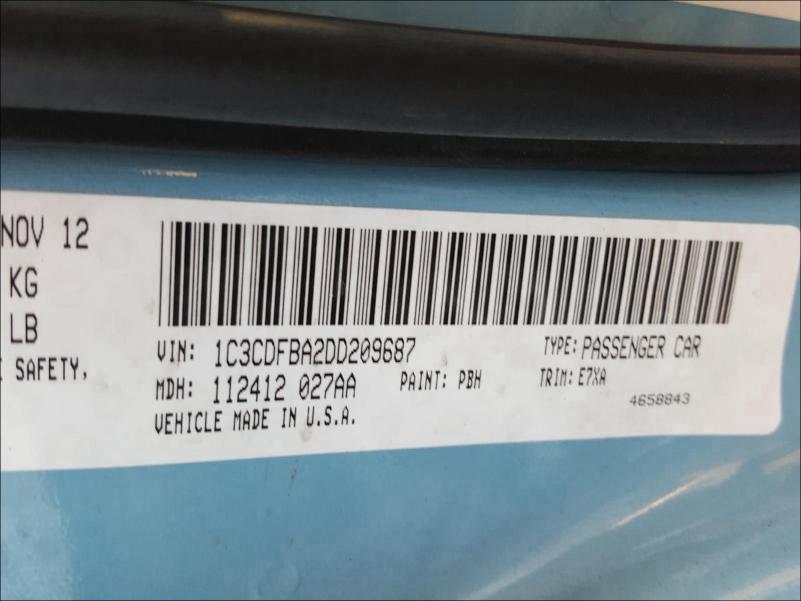 NOV 12
KG
LB
SAFETY,
VIN: 1C3CDFBA2DD209687
TYPE: PASSENGER CAR
MDH: 112412 027AA
PAINT: PBH
TRIM: E7XA
VEHICLE MADE IN U.S.A.
4658843